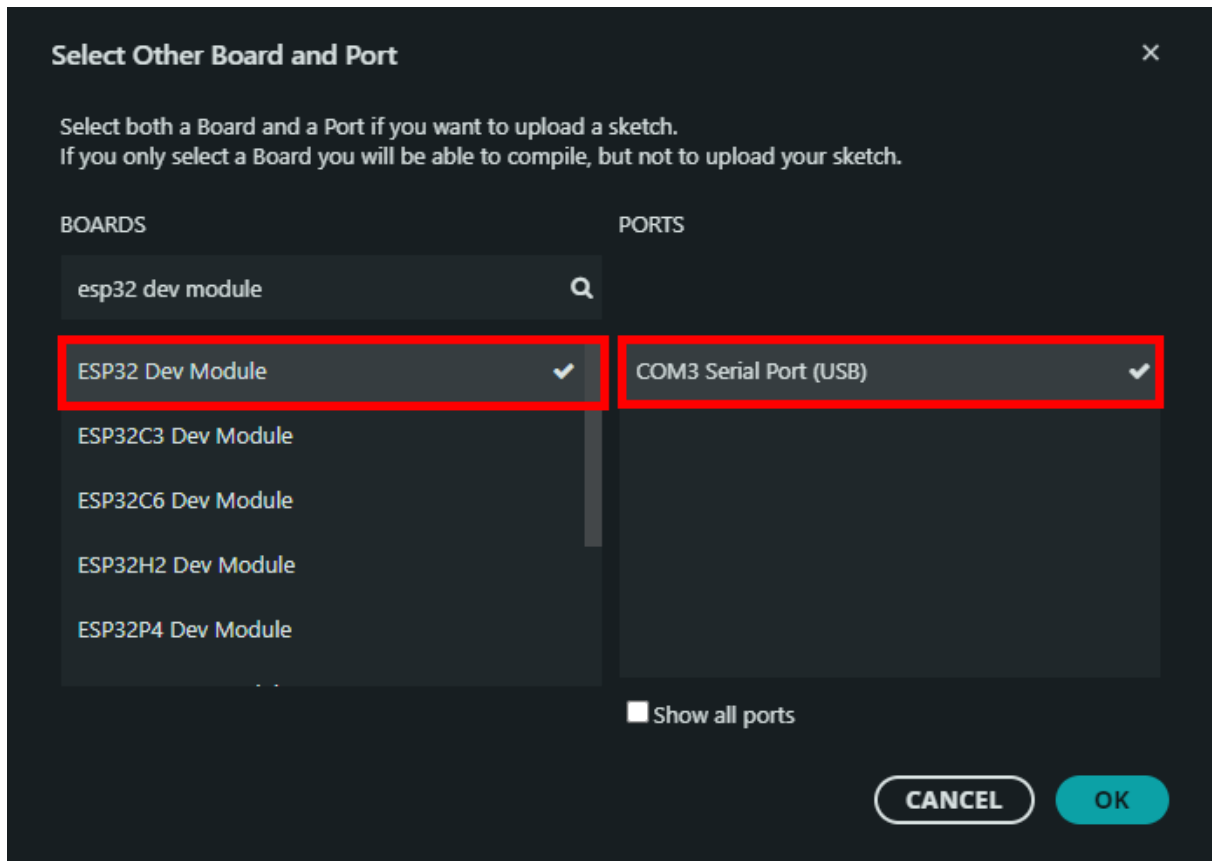 Select Other Board and Port
Select both a Board and a Port if you want to upload a sketch.
If you only select a Board you will be able to compile, but not to upload your sketch.
BOARDS
esp32 dev module
ESP32 Dev Module
ESP32C3 Dev Module
ESP32C6 Dev Module
ESP32H2 Dev Module
ESP32P4 Dev Module
PORTS
COM3 Serial Port (USB)
Show all ports
CANCEL
OK